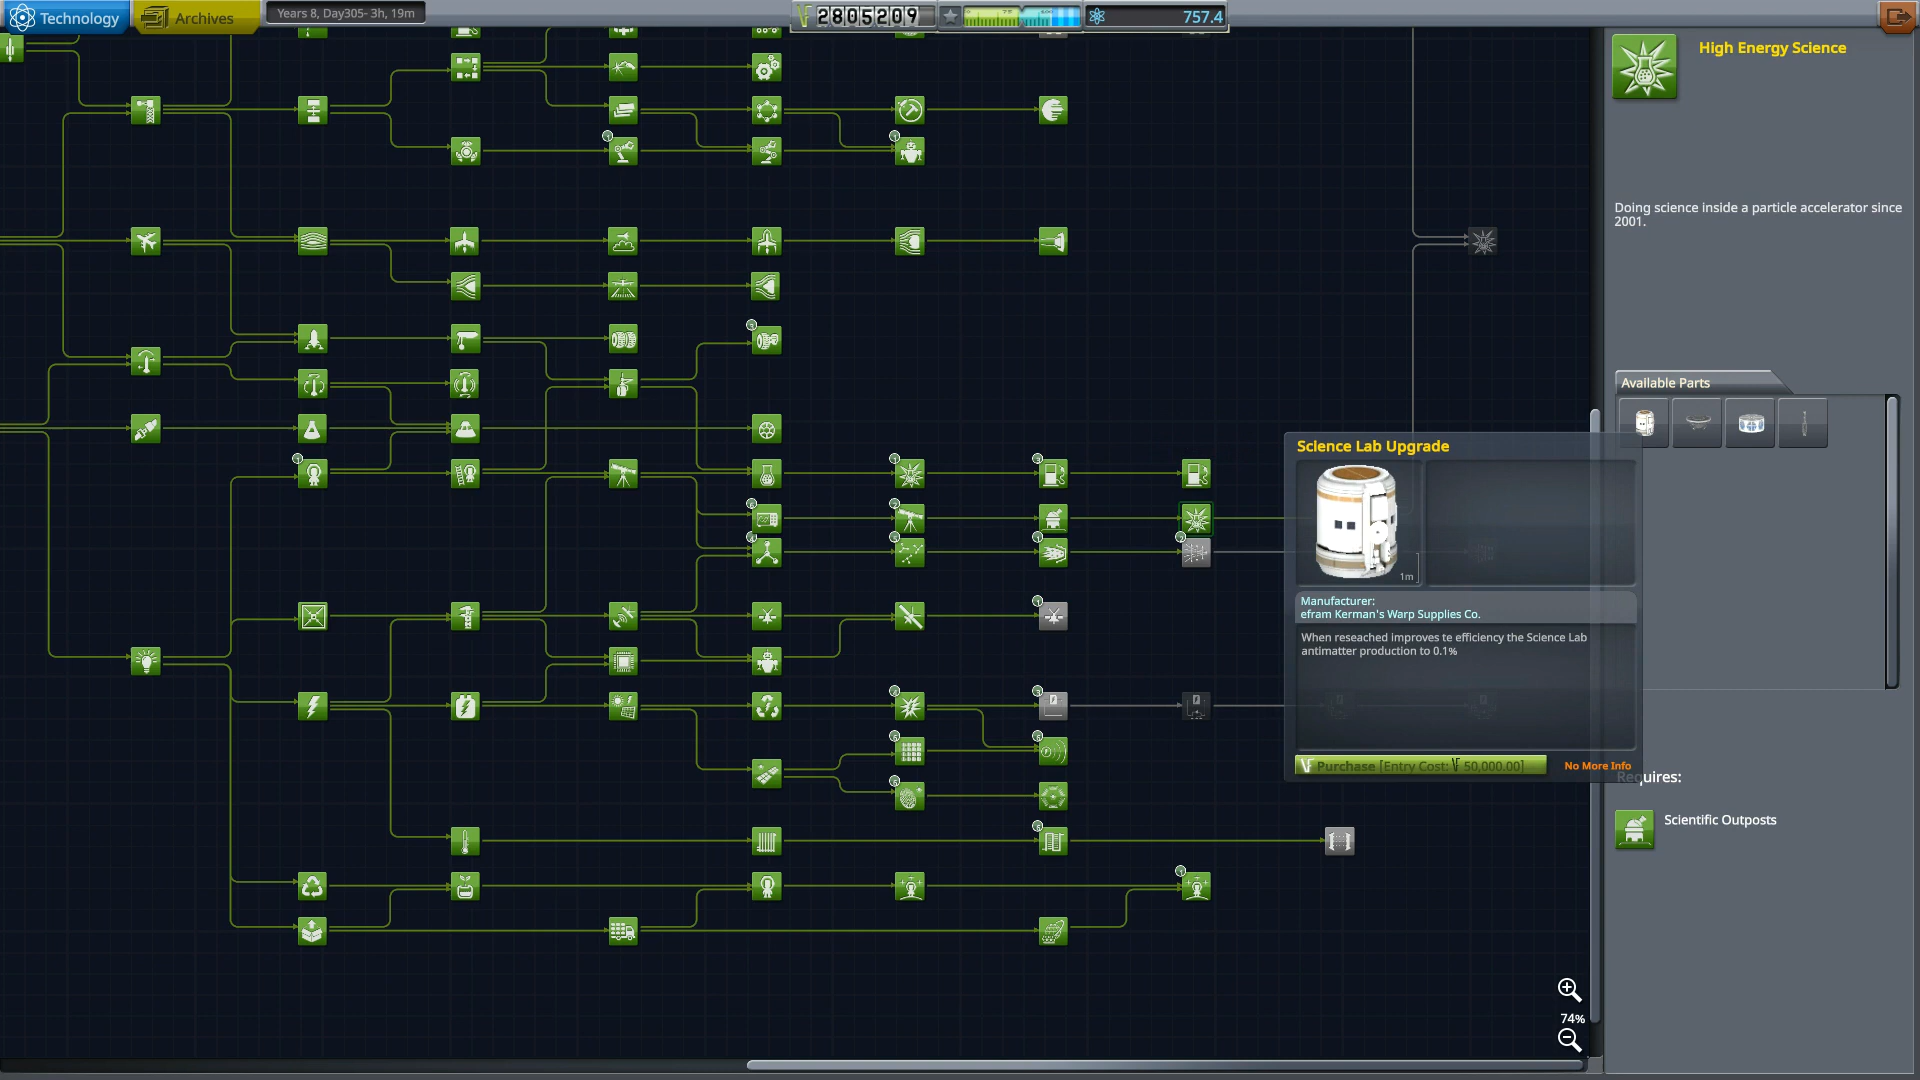 Technology
Archives
Years 8, Day305- 3h, 19m
2805209
757.4
High Energy Science
Doing science inside a particle accelerator since
2001.
Available Parts
Science Lab Upgrade
1m
Manufacturer:
efram Kerman's Warp Supplies Co.
When reseached improves te efficiency the Science Lab
antimatter production to 0.1%
Purchase [Entry Cost: 50,000.00]
No More Info
Requires:
Scientific Outposts
74%